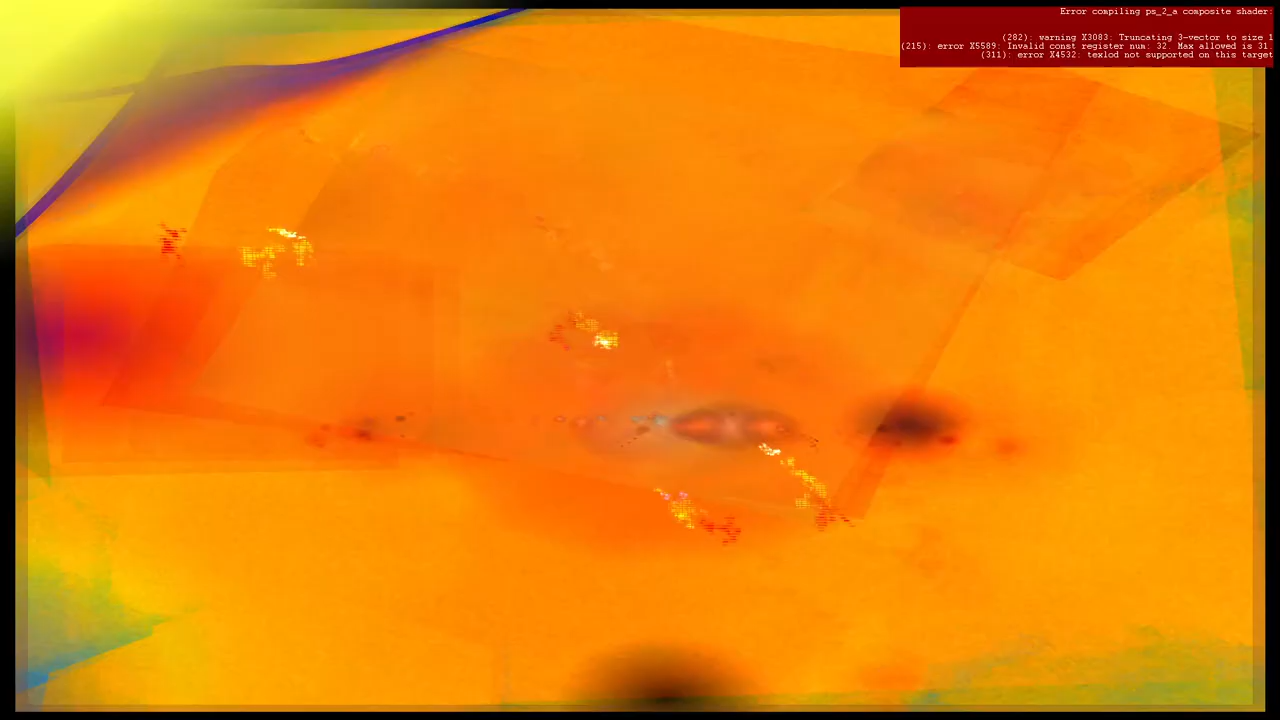 Error compiling ps_2_a composite shader:
(282): warning X3083: Truncating 3-vector to size 1
(215): error X5589: Invalid const register num: 32. Max allowed is 31.
(311): error X4532: texlod not supported on this target